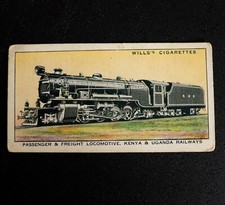 WILLS'S CIGARETTES
PASSENGER & FREIGHT LOCOMOTIVE, KENYA & UGANDA RAILWAYS